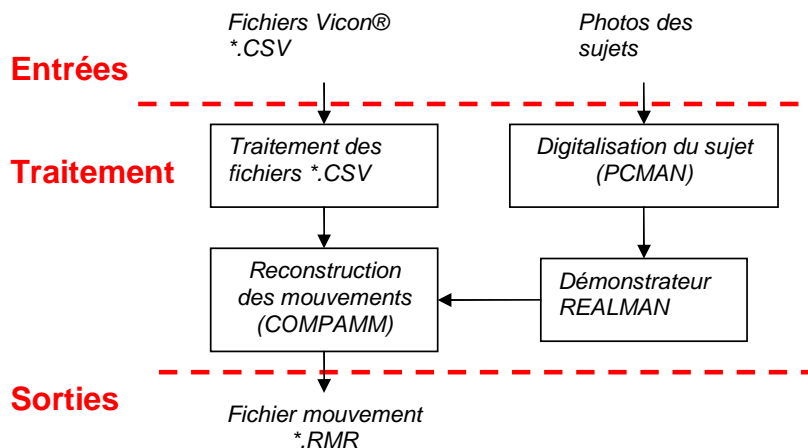 Fichiers Vicon®
*.CSV
Photos des
sujets
Entrées
Traitement
Traitement des
fichiers *.CSV
Digitalisation du sujet
(PCMAN)
Reconstruction
des mouvements
(COMPAMM)
Démonstrateur
REALMAN
Sorties
Fichier mouvement
*.RMR